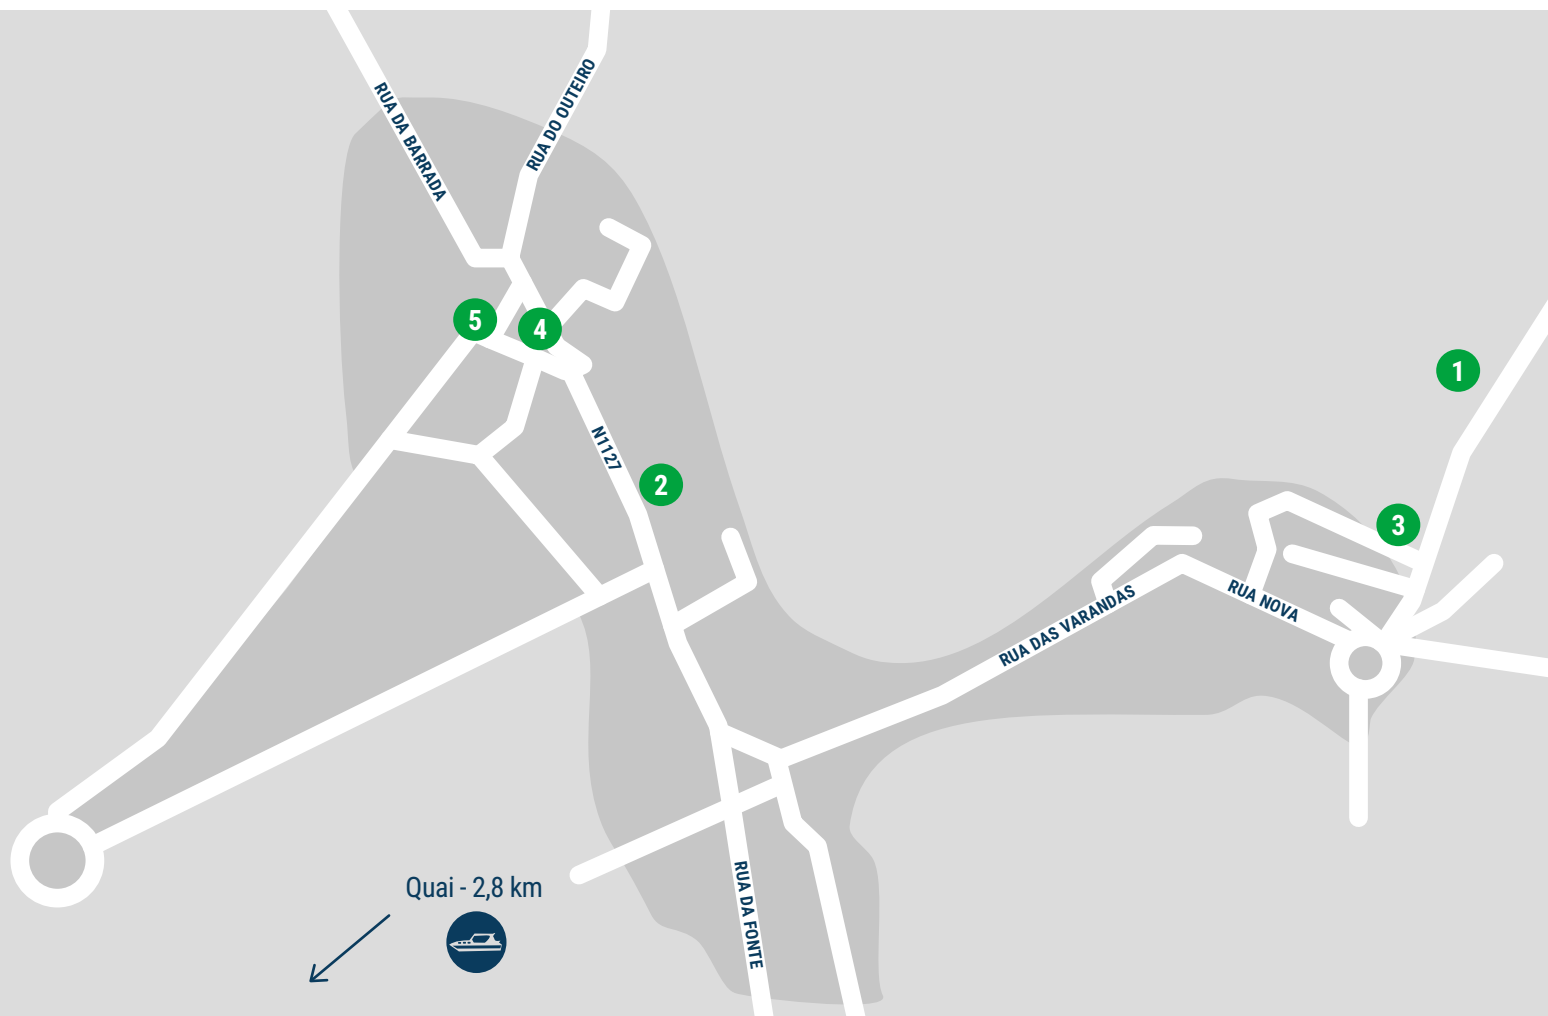 RUA DA BARRADA
RUA DO OUTEIRO
5
4
1
N1127
2
3
RUA DAS VARANDAS
RUA NOVA
RUA DA FONTE
Quai - 2,8 km